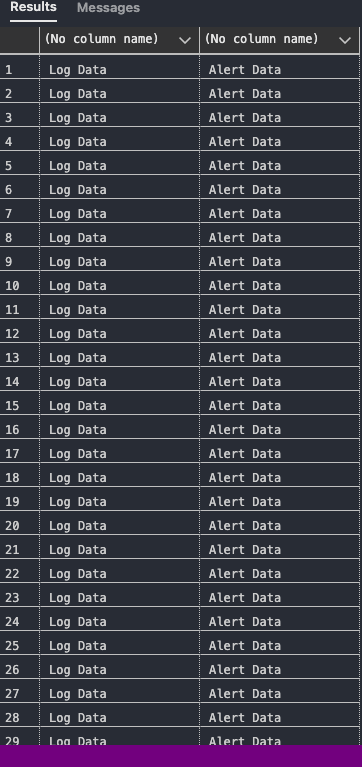 Results Messages
(No column name) (No column name)
1 Log Data Alert Data
2 Log Data Alert Data
3 Log Data Alert Data
4 Log Data Alert Data
5 Log Data Alert Data
6 Log Data Alert Data
7 Log Data Alert Data
8 Log Data Alert Data
9 Log Data Alert Data
10 Log Data Alert Data
11 Log Data Alert Data
12 Log Data Alert Data
13 Log Data Alert Data
14 Log Data Alert Data
15 Log Data Alert Data
16 Log Data Alert Data
17 Log Data Alert Data
18 Log Data Alert Data
19 Log Data Alert Data
20 Log Data Alert Data
21 Log Data Alert Data
22 Log Data Alert Data
23 Log Data Alert Data
24 Log Data Alert Data
25 Log Data Alert Data
26 Log Data Alert Data
27 Log Data Alert Data
28 Log Data Alert Data
29 Log Data Alert Data